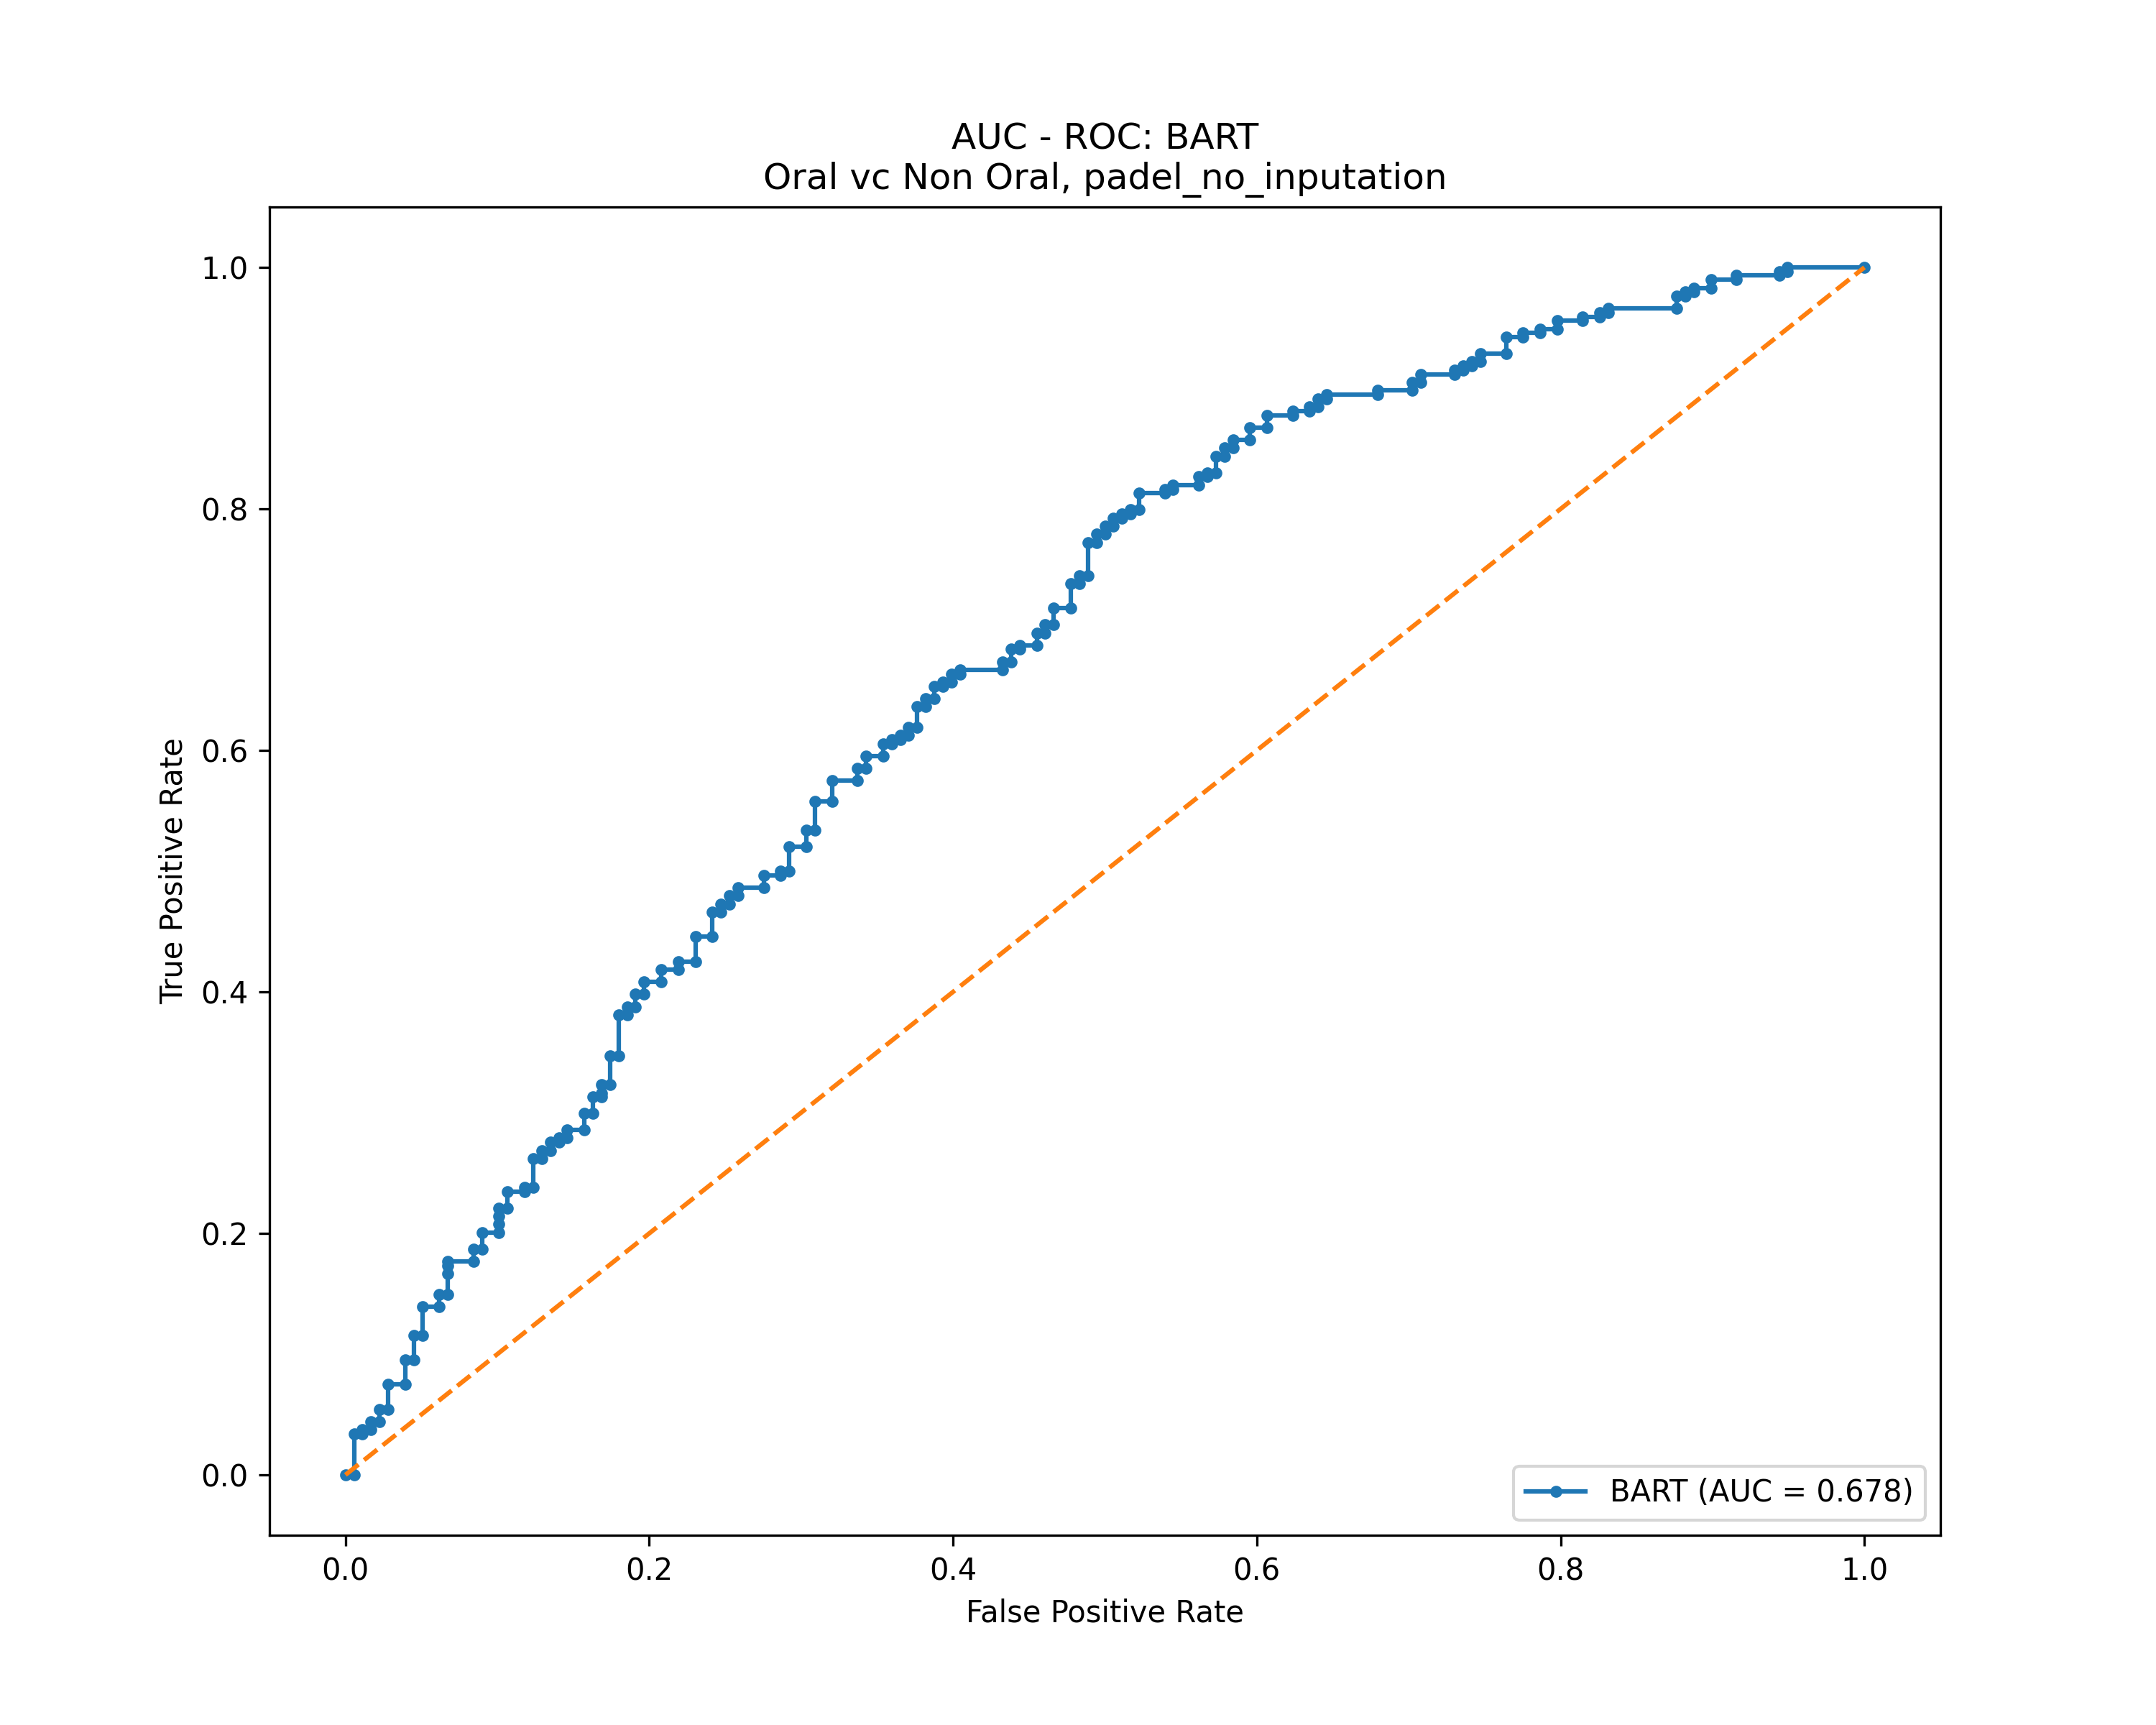 AUC - ROC: BART
Oral vc Non Oral, padel_no_inputation
True Positive Rate
1.0
0.8
0.6
0.4
0.2
0.0
BART (AUC = 0.678)
0.0 0.2 0.4 0.6 0.8 1.0
False Positive Rate